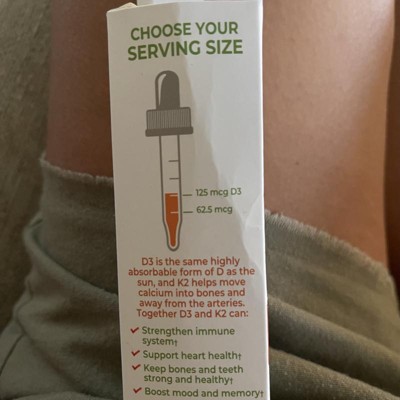 CHOOSE YOUR
SERVING SIZE
125 mcg D3
62.5 mcg
D3 is the same highly
absorbable form of D as the
sun, and K2 helps move
calcium into bones and
away from the arteries.
Together D3 and K2 can:
Strengthen immune
system†
Support heart health†
Keep bones and teeth
strong and healthy†
Boost mood and memory†